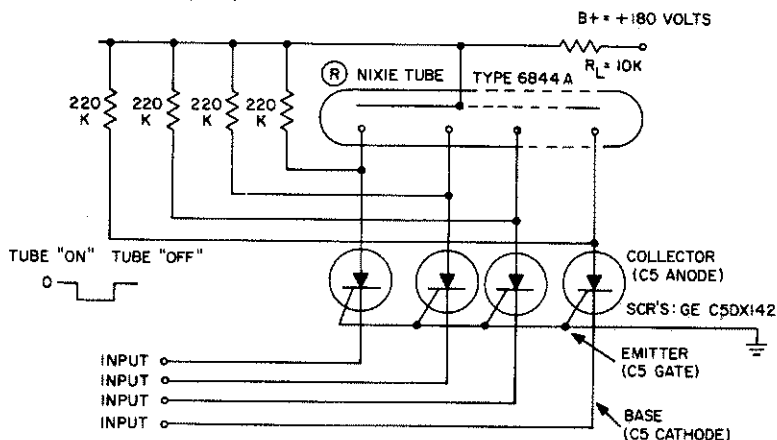 B+ = +180 VOLTS
R NIXIE TUBE TYPE 6844A
RL = 10K
220 K
220 K
220 K
220 K
TUBE "ON" TUBE "OFF"
0
COLLECTOR
(C5 ANODE)
SCR'S: GE C5DX142
INPUT
INPUT
INPUT
INPUT
EMITTER
(C5 GATE)
BASE
(C5 CATHODE)